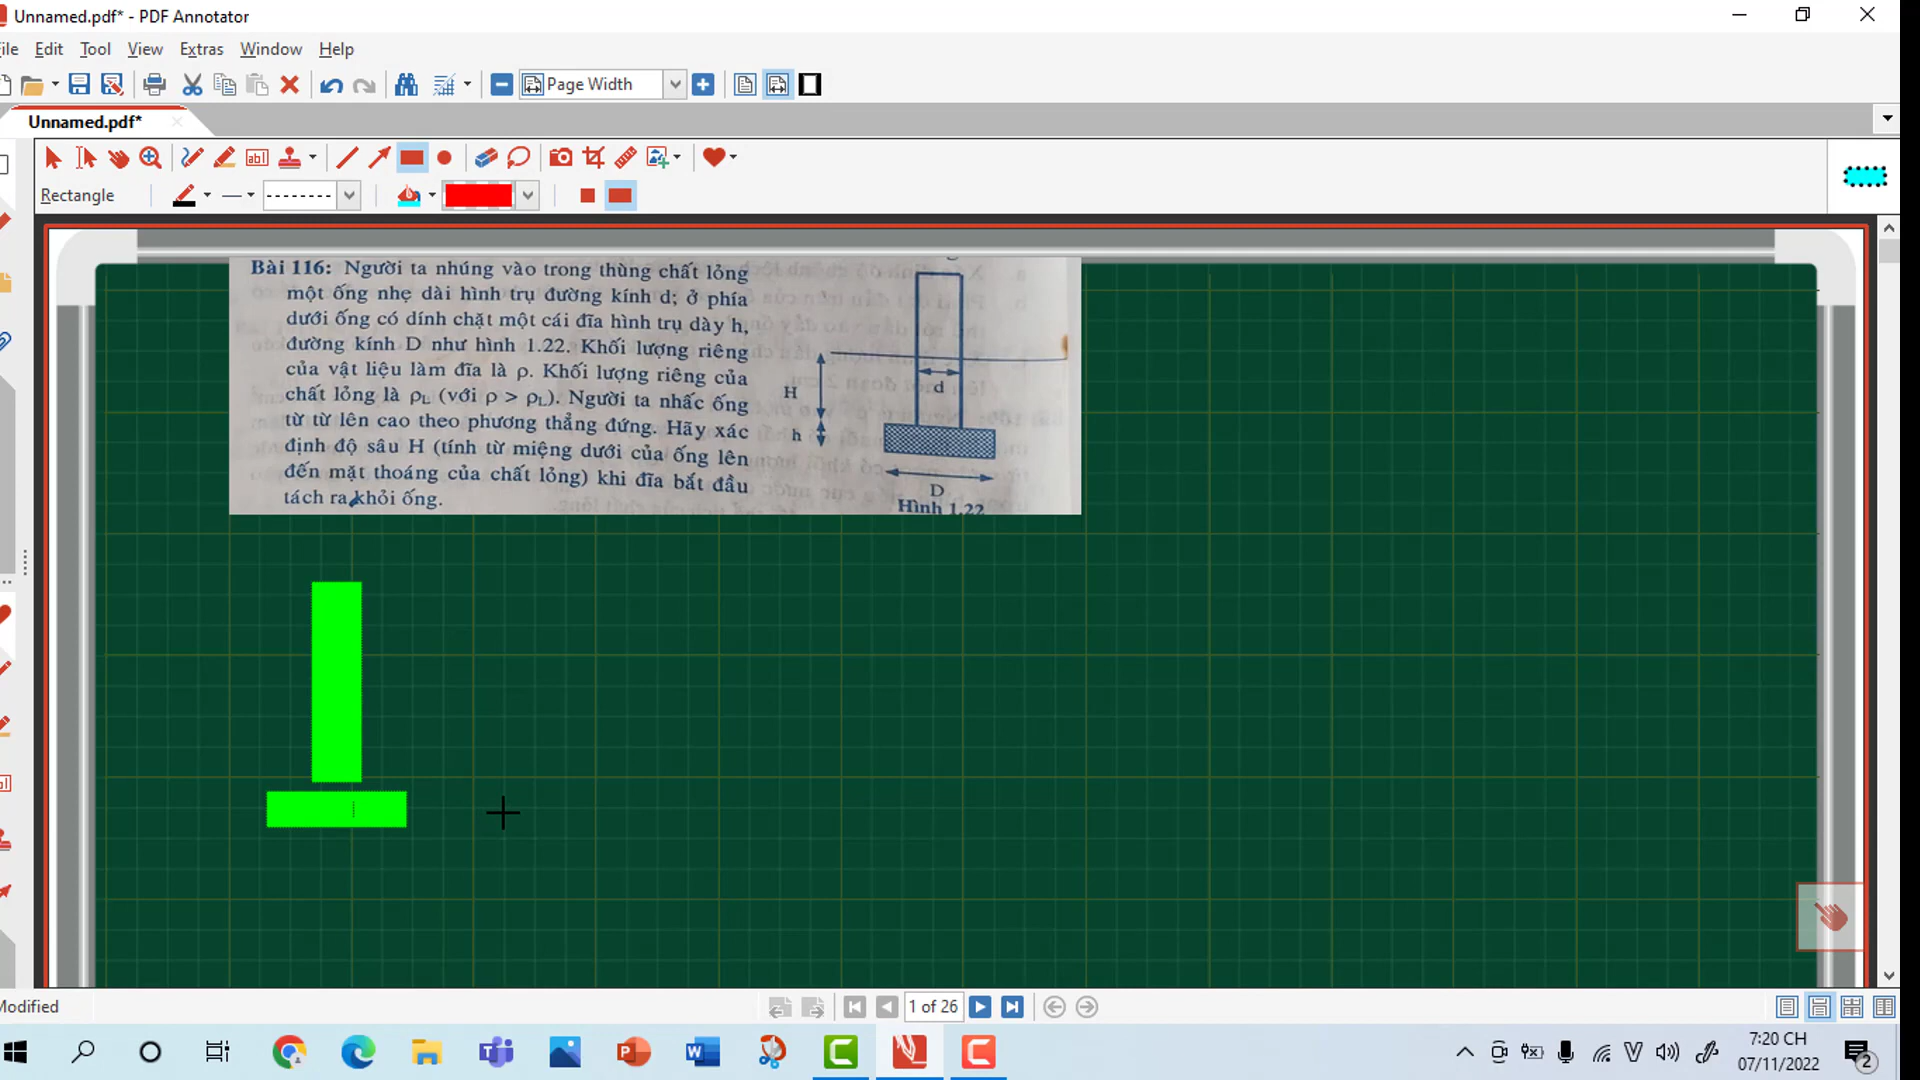 Unnamed.pdf* - PDF Annotator
File Edit Tool View Extras Window Help
Page Width
Unnamed.pdf*
Rectangle
Bài 116: Người ta nhúng vào trong thùng chất lỏng
một ống nhẹ dài hình trụ đường kính d; ở phía
dưới ống có dính chặt một cái đĩa hình trụ dày h,
đường kính D như hình 1.22. Khối lượng riêng
của vật liệu làm đĩa là ρ. Khối lượng riêng của
chất lỏng là ρL (với ρ > ρL). Người ta nhấc ống
từ từ lên cao theo phương thẳng đứng. Hãy xác
định độ sâu H (tính từ miệng dưới của ống lên
đến mặt thoáng của chất lỏng) khi đĩa bắt đầu
tách ra khỏi ống.
H
d
h
D
Hình 1.22
Modified
1 of 26
7:20 CH
07/11/2022
2